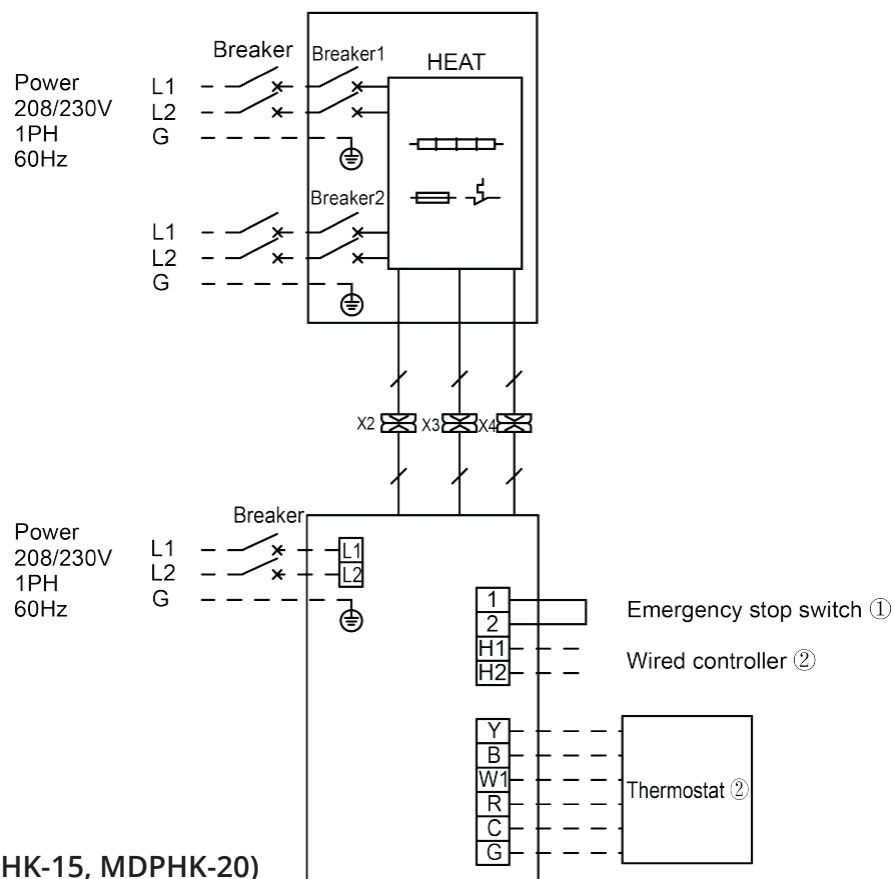 Breaker
Breaker1
HEAT
Power
208/230V
1PH
60Hz
L1
L2
G
Breaker2
L1
L2
G
X2
X3
X4
Breaker
Power
208/230V
1PH
60Hz
L1
L2
G
L1
L2
1
2
H1
H2
Emergency stop switch ①
Wired controller ②
Y
B
W1
R
C
G
Thermostat ②
HK-15, MDPHK-20)